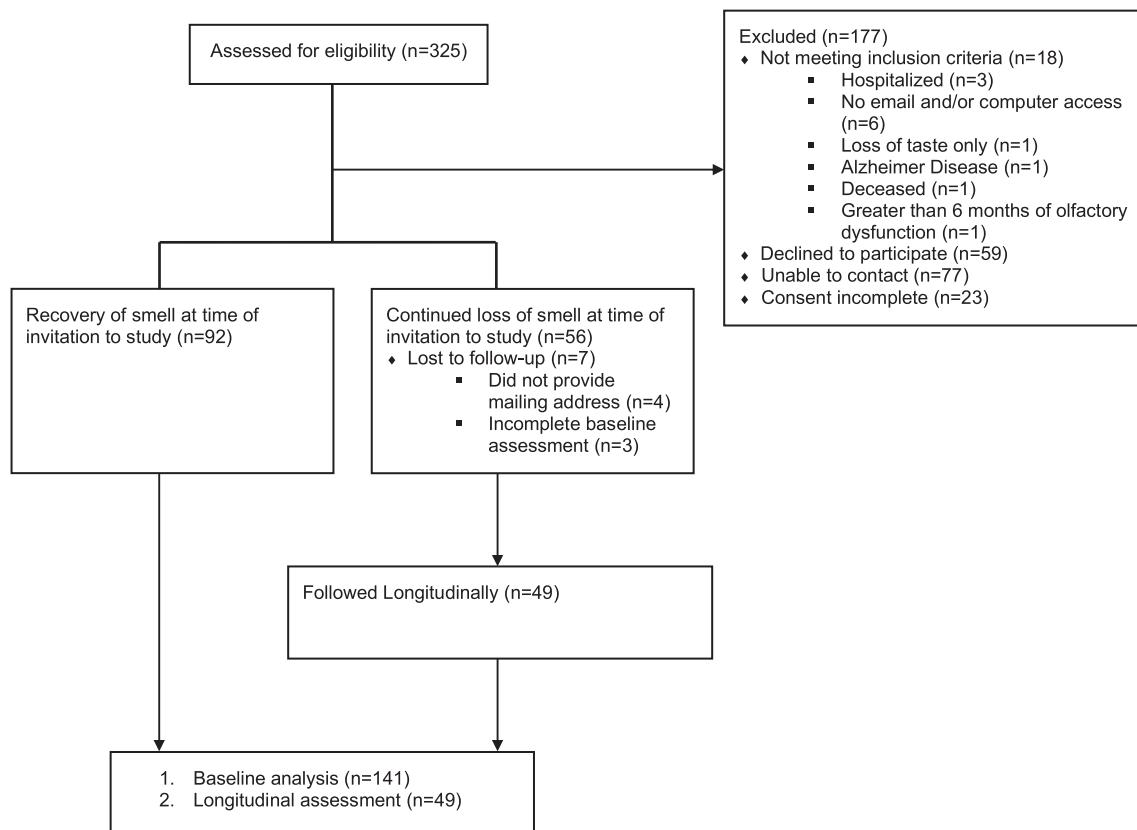 Assessed for eligibility (n=325)
Excluded (n=177)
♦ Not meeting inclusion criteria (n=18)
▪ Hospitalized (n=3)
▪ No email and/or computer access
(n=6)
▪ Loss of taste only (n=1)
▪ Alzheimer Disease (n=1)
▪ Deceased (n=1)
▪ Greater than 6 months of olfactory
dysfunction (n=1)
♦ Declined to participate (n=59)
♦ Unable to contact (n=77)
♦ Consent incomplete (n=23)
Recovery of smell at time of
invitation to study (n=92)
Continued loss of smell at time of
invitation to study (n=56)
♦ Lost to follow-up (n=7)
▪ Did not provide
mailing address (n=4)
▪ Incomplete baseline
assessment (n=3)
Followed Longitudinally (n=49)
1. Baseline analysis (n=141)
2. Longitudinal assessment (n=49)